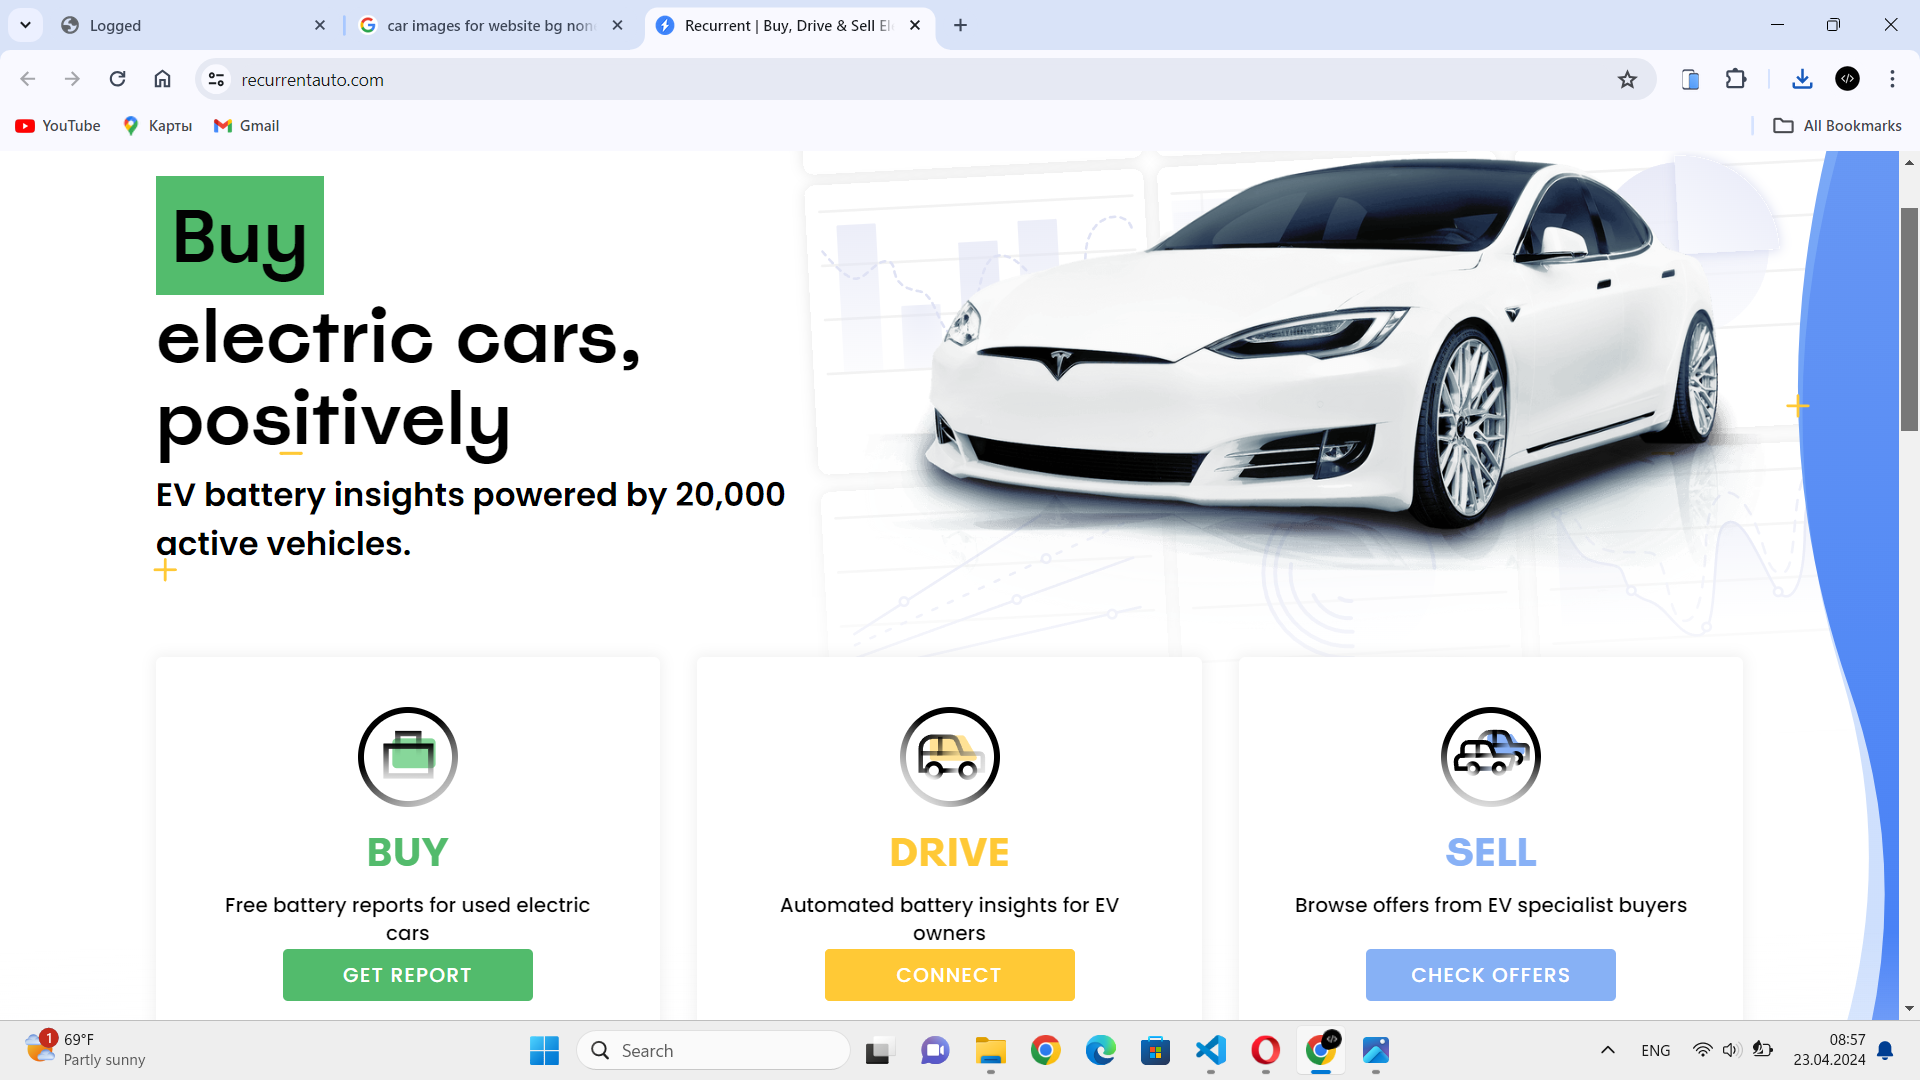 Logged
car images for website bg non
Recurrent | Buy, Drive & Sell El
recurrentauto.com
YouTube
Карты
Gmail
All Bookmarks
Buy
electric cars,
positively
EV battery insights powered by 20,000
active vehicles.
BUY
Free battery reports for used electric
cars
GET REPORT
DRIVE
Automated battery insights for EV
owners
CONNECT
SELL
Browse offers from EV specialist buyers
CHECK OFFERS
1
69°F
Partly sunny
Search
ENG
08:57
23.04.2024